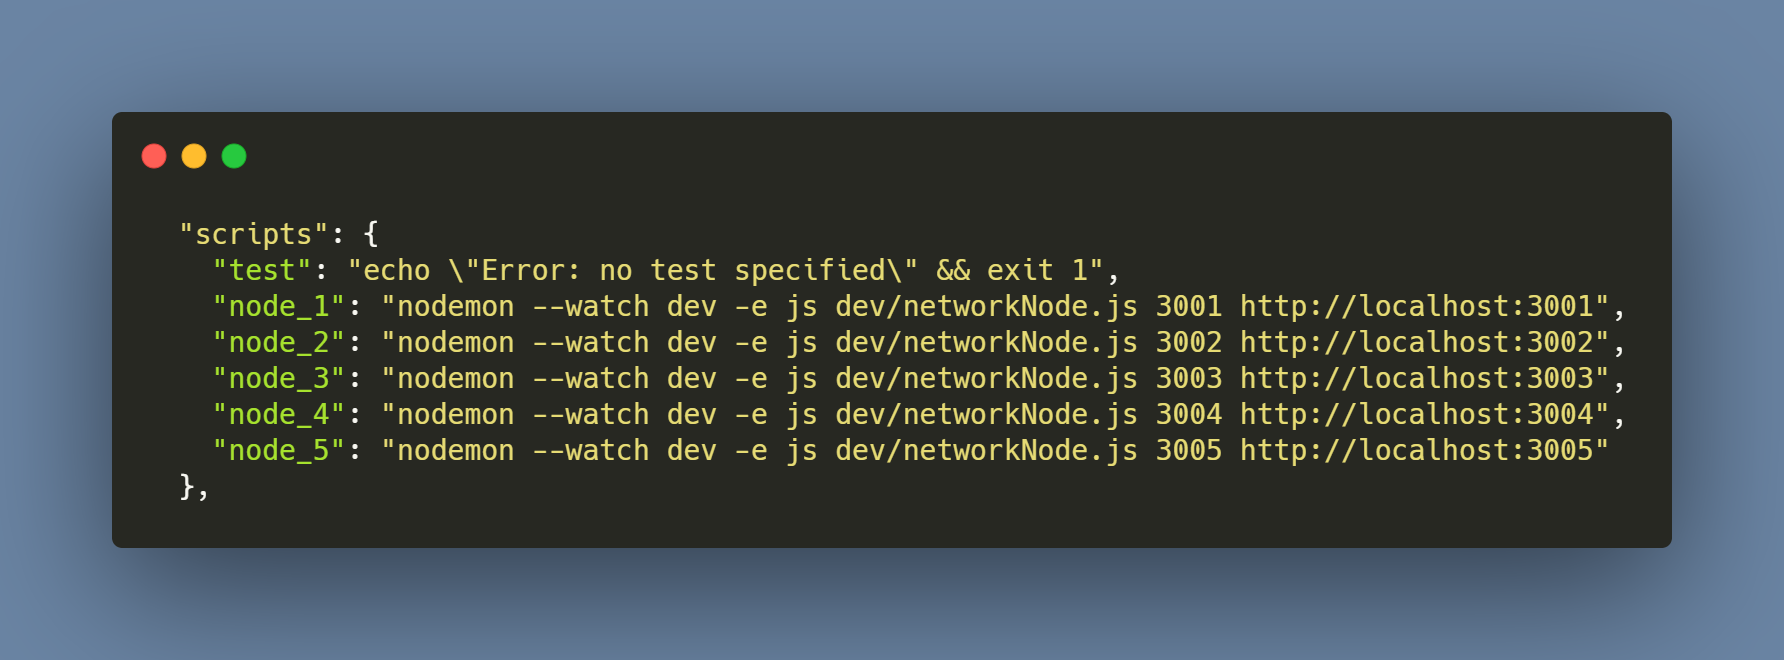 "scripts": {
"test": "echo \"Error: no test specified\" && exit 1",
"node_1": "nodemon --watch dev -e js dev/networkNode.js 3001 http://localhost:3001",
"node_2": "nodemon --watch dev -e js dev/networkNode.js 3002 http://localhost:3002",
"node_3": "nodemon --watch dev -e js dev/networkNode.js 3003 http://localhost:3003",
"node_4": "nodemon --watch dev -e js dev/networkNode.js 3004 http://localhost:3004",
"node_5": "nodemon --watch dev -e js dev/networkNode.js 3005 http://localhost:3005"
},